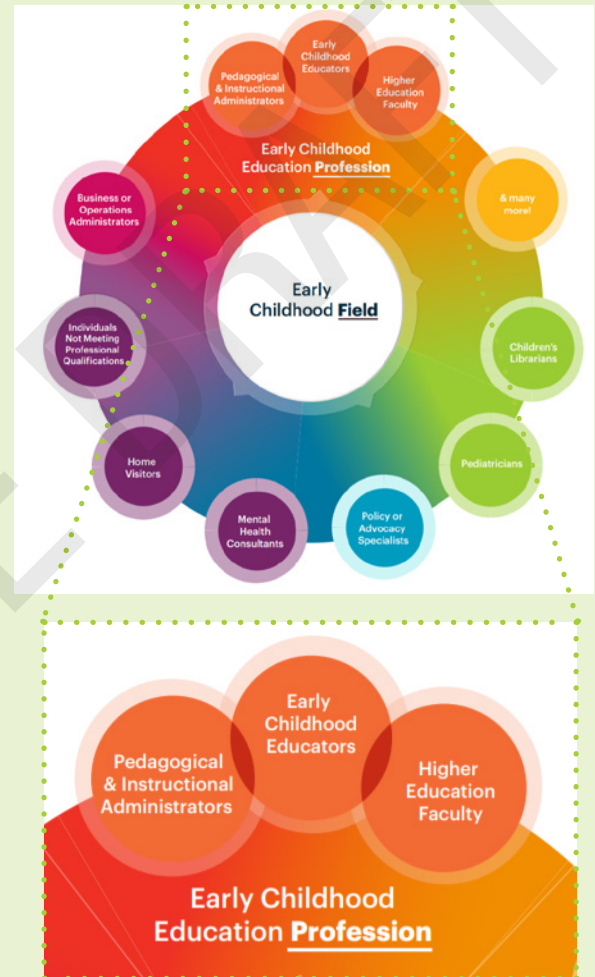 Early
Childhood
Educators
Pedagogical
& Instructional
Administrators
Higher
Education
Faculty
Early Childhood
Education Profession
Business or
Operations
Administrators
& many
more!
Early
Childhood Field
Individuals
Not Meeting
Professional
Qualifications
Children's
Librarians
Home
Visitors
Pediatricians
Mental
Health
Consultants
Policy or
Advocacy
Specialists
Early
Childhood
Educators
Pedagogical
& Instructional
Administrators
Higher
Education
Faculty
Early Childhood
Education Profession